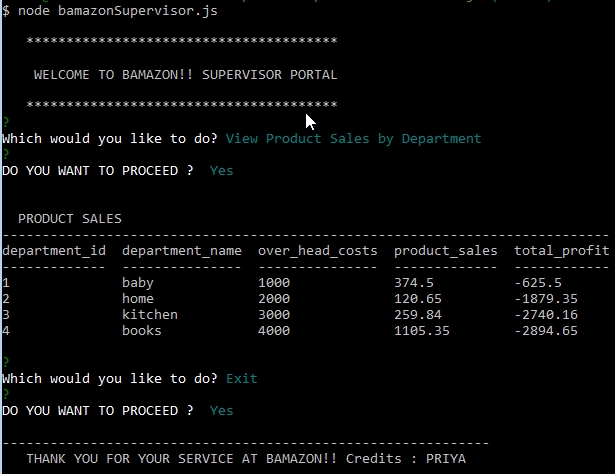 $ node bamazonSupervisor.js
***************************************
WELCOME TO BAMAZON!! SUPERVISOR PORTAL
***************************************
?
Which would you like to do? View Product Sales by Department
?
DO YOU WANT TO PROCEED ?  Yes
PRODUCT SALES
----------------------------------------------------------------------------
department_id  department_name  over_head_costs  product_sales  total_profit
-------------  ---------------  ---------------  -------------  ------------
1              baby             1000             374.5          -625.5
2              home             2000             120.65         -1879.35
3              kitchen          3000             259.84         -2740.16
4              books            4000             1105.35        -2894.65
?
Which would you like to do? Exit
?
DO YOU WANT TO PROCEED ?  Yes
-------------------------------------------------------------
THANK YOU FOR YOUR SERVICE AT BAMAZON!! Credits : PRIYA